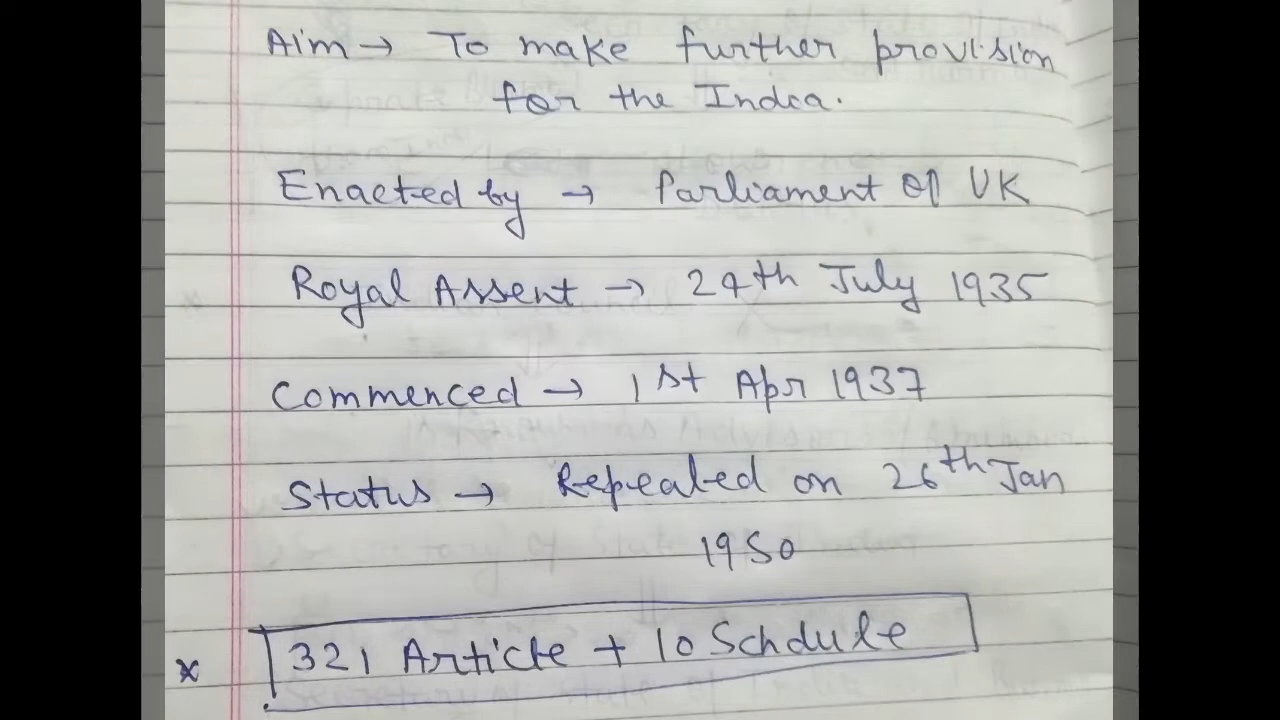 Aim → To make further provision
for the India.
Enacted by → Parliament of UK
Royal Assent → 24th July 1935
Commenced → 1st Apr 1937
Status → Repealed on 26th Jan
1950
* 321 Article + 10 Schdule